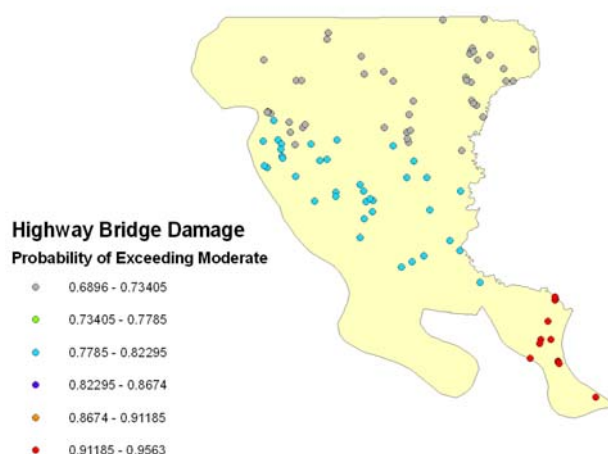 Highway Bridge Damage
Probability of Exceeding Moderate
0.6896 - 0.73405
0.73405 - 0.7785
0.7785 - 0.82295
0.82295 - 0.8674
0.8674 - 0.91185
0.91185 - 0.9563